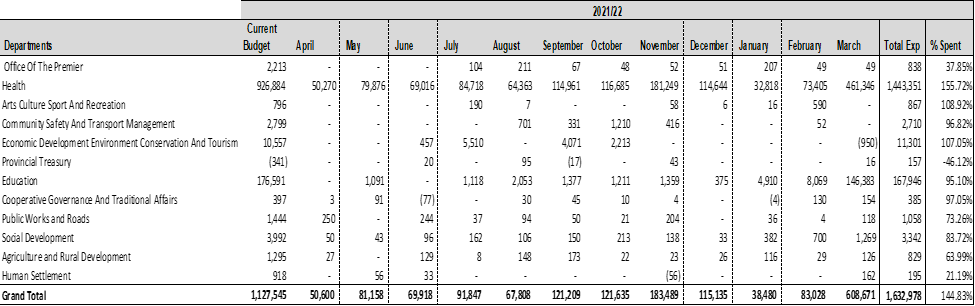 2021/22
Departments Current Budget April May June July August September October November December January February March Total Exp % Spent
Office Of The Premier 2,213 - - - 104 211 67 48 52 51 207 49 49 838 37.85%
Health 926,884 50,270 79,876 69,016 84,718 64,363 114,961 116,685 181,249 114,644 32,818 73,405 461,346 1,443,351 155.72%
Arts Culture Sport And Recreation 796 - - - 190 7 - - 58 6 16 590 - 867 108.92%
Community Safety And Transport Management 2,799 - - - - 701 331 1,210 416 - - 52 - 2,710 96.82%
Economic Development Environment Conservation And Tourism 10,557 - - 457 5,510 - 4,071 2,213 - - - - (950) 11,301 107.05%
Provincial Treasury (341) - - 20 - 95 (17) - 43 - - - 16 157 -46.12%
Education 176,591 - 1,091 - 1,118 2,053 1,377 1,211 1,359 375 4,910 8,069 146,383 167,946 95.10%
Cooperative Governance And Traditional Affairs 397 3 91 (77) - 30 45 10 4 - (4) 130 154 385 97.05%
Public Works and Roads 1,444 250 - 244 37 94 50 21 204 - 36 4 118 1,058 73.26%
Social Development 3,992 50 43 96 162 106 150 213 138 33 382 700 1,269 3,342 83.72%
Agriculture and Rural Development 1,295 27 - 129 8 148 173 22 23 26 116 29 126 829 63.99%
Human Settlement 918 - 56 33 - - - - (56) - - - 162 195 21.19%
Grand Total 1,127,545 50,600 81,158 69,918 91,847 67,808 121,209 121,635 183,489 115,135 38,480 83,028 608,671 1,632,978 144.83%